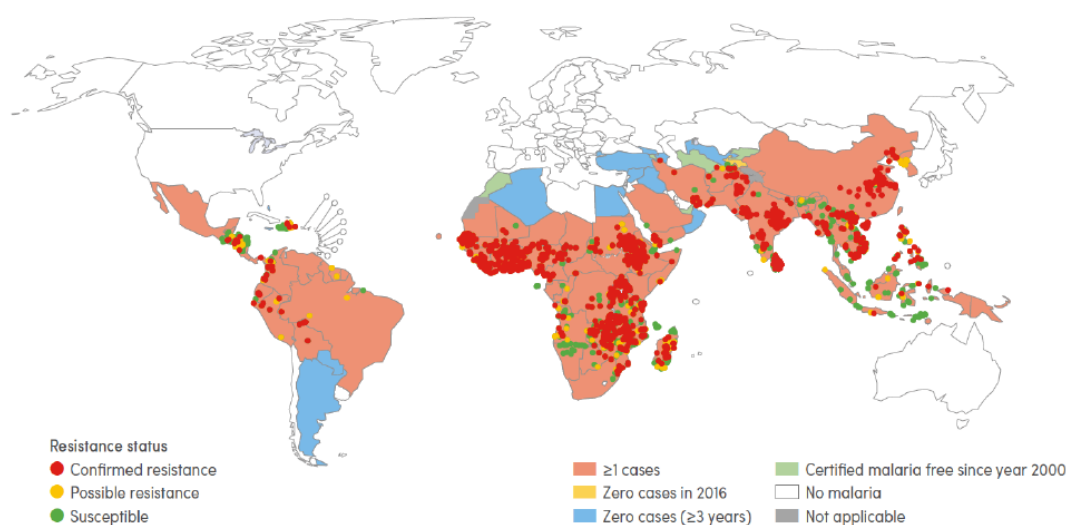 Resistance status
Confirmed resistance
Possible resistance
Susceptible
≥1 cases
Zero cases in 2016
Zero cases (≥3 years)
Certified malaria free since year 2000
No malaria
Not applicable